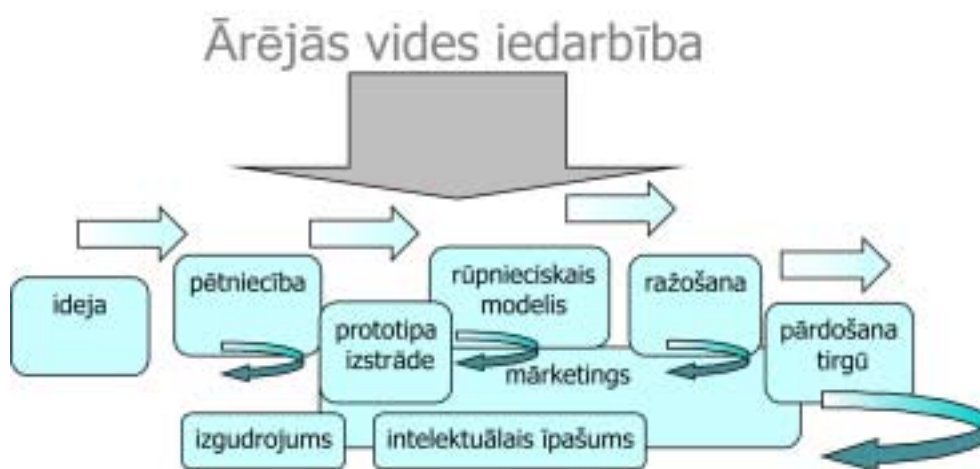 Ārējās vides iedarbība
ideja
pētniecība
prototipa
izstrāde
rūpnieciskais
modelis
ražošana
pārdošana
tirgū
mārketings
izgudrojums
intelektuālais īpašums